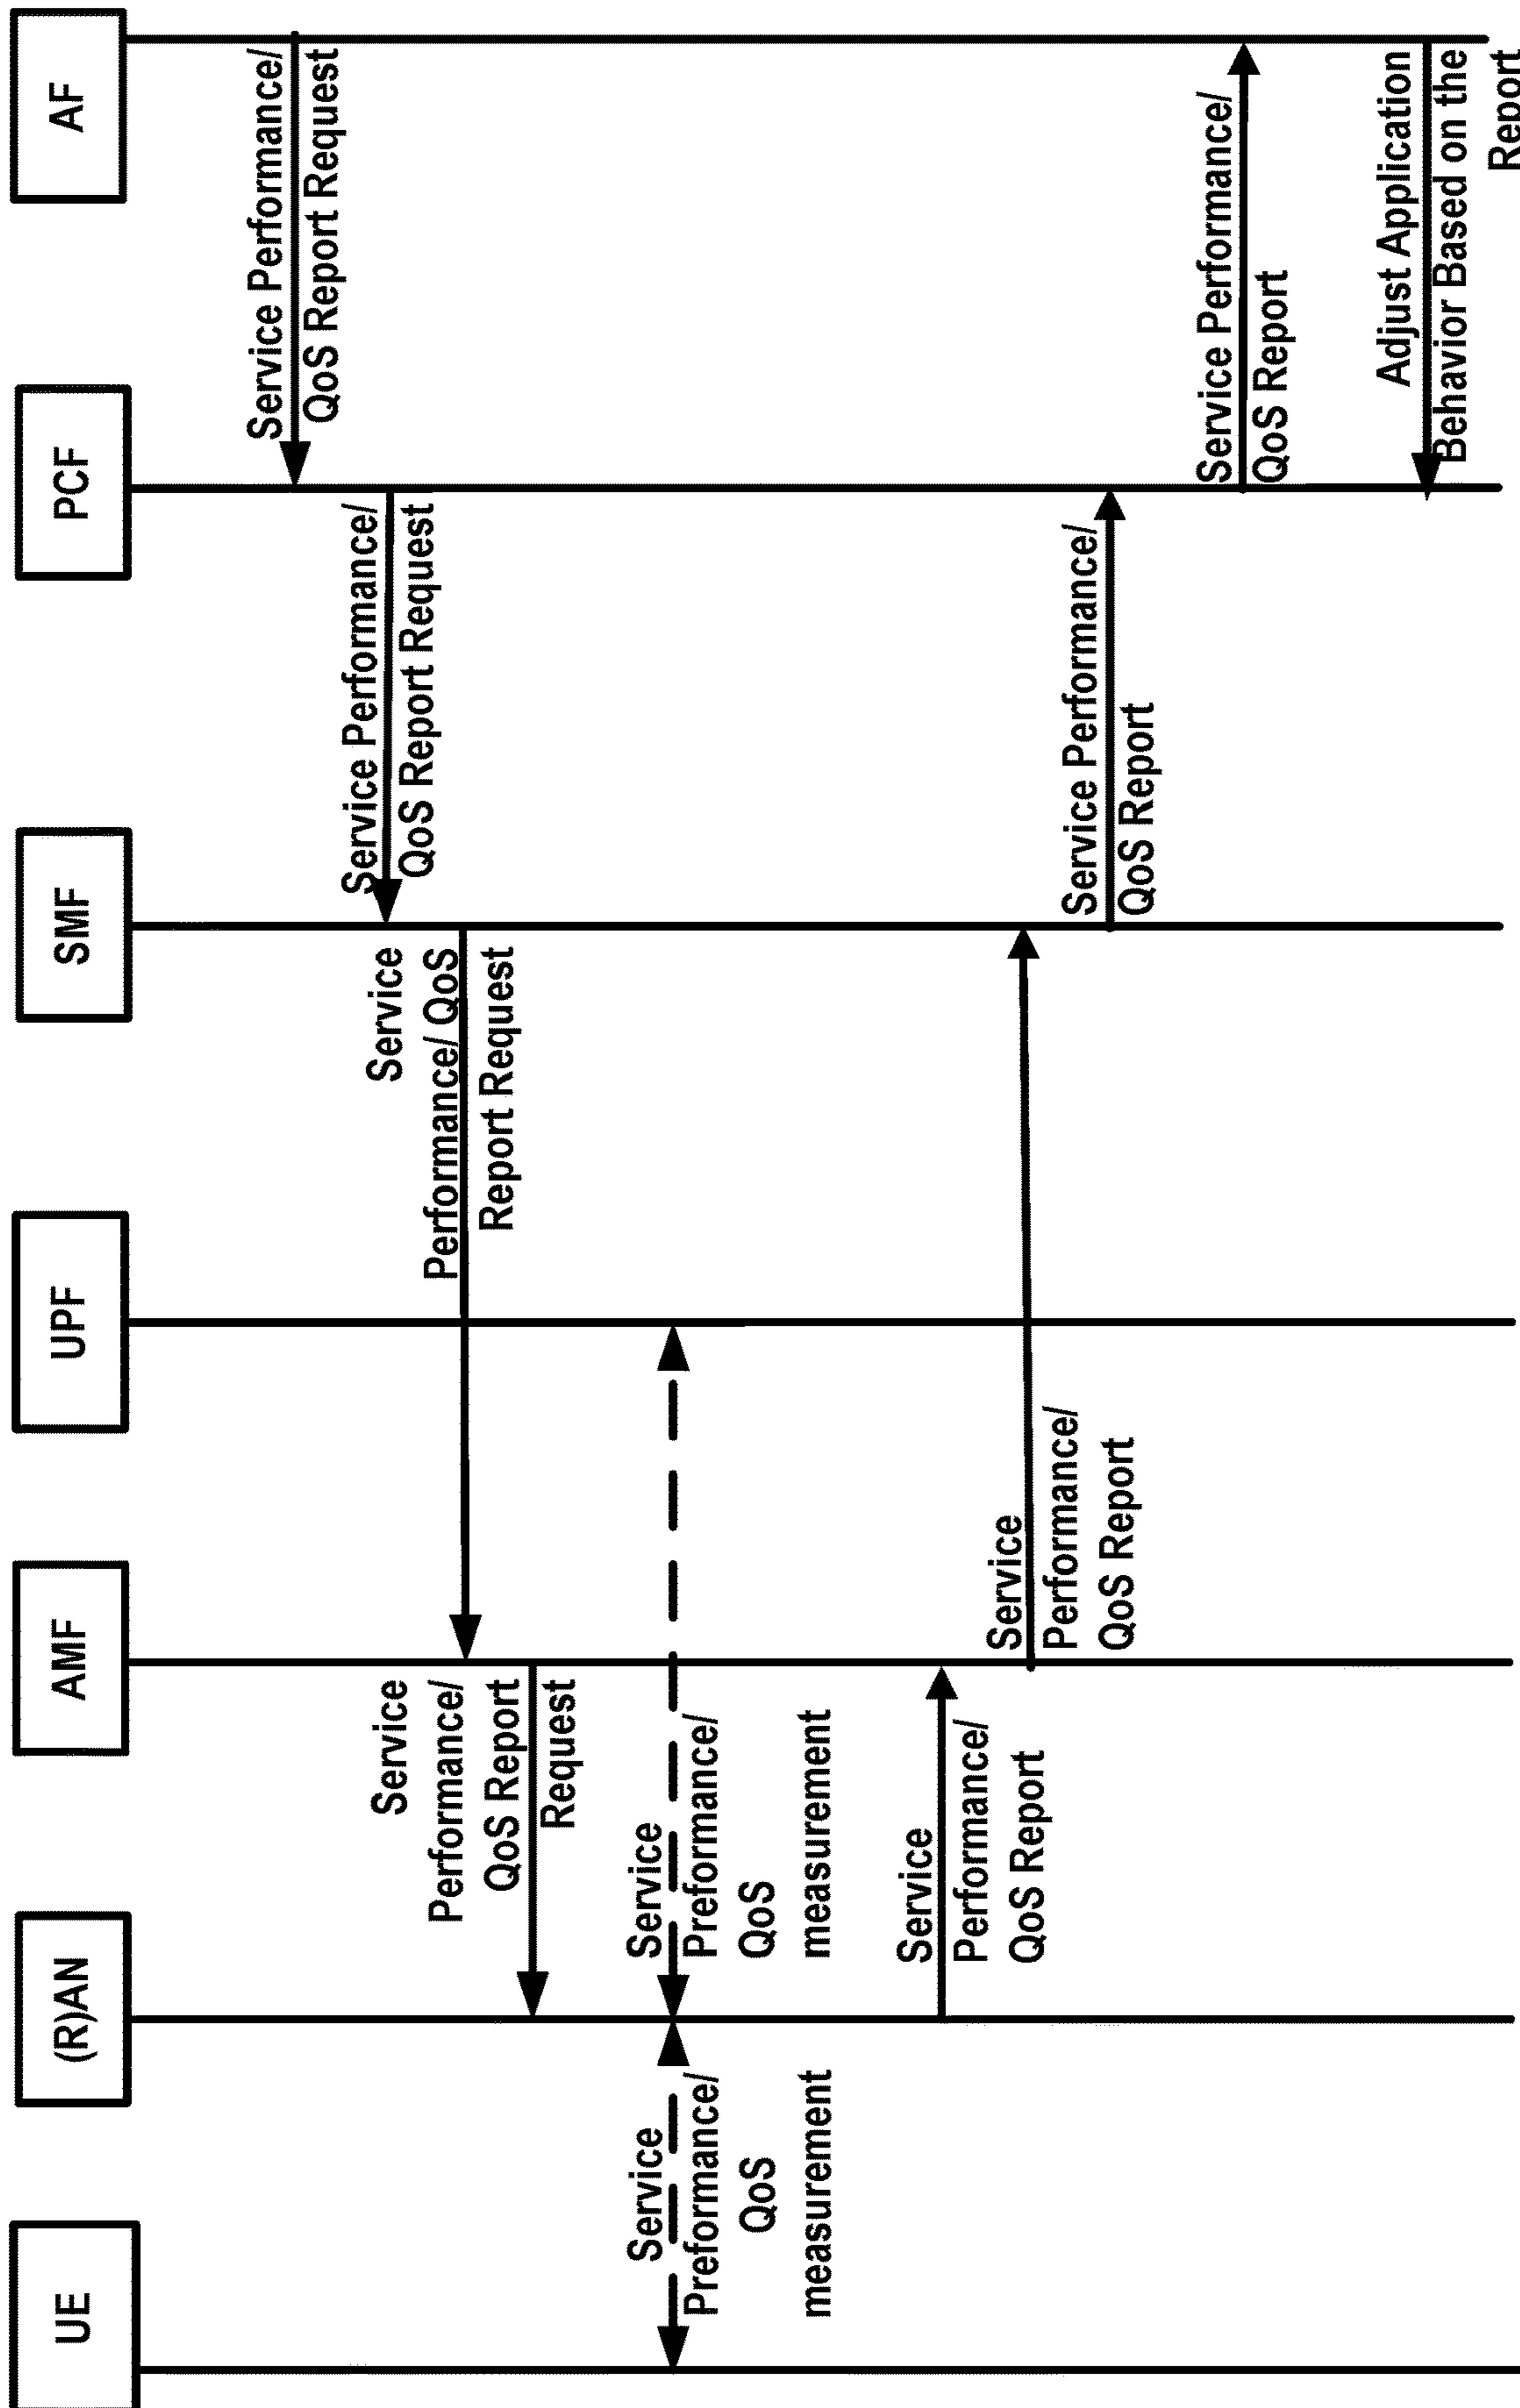 UE
(R)AN
AMF
UPF
SMF
PCF
AF
Service Performance/
QoS Report Request
Service Performance/
QoS Report Request
Service
Performance/ QoS
Report Request
Service
Performance/
QoS Report
Request
Service
Preformance/
QoS
measurement
Service
Preformance/
QoS
measurement
Service
Performance/
QoS Report
Service
Performance/
QoS Report
Service Performance/
QoS Report
Service Performance/
QoS Report
Adjust Application
Behavior Based on the
Report